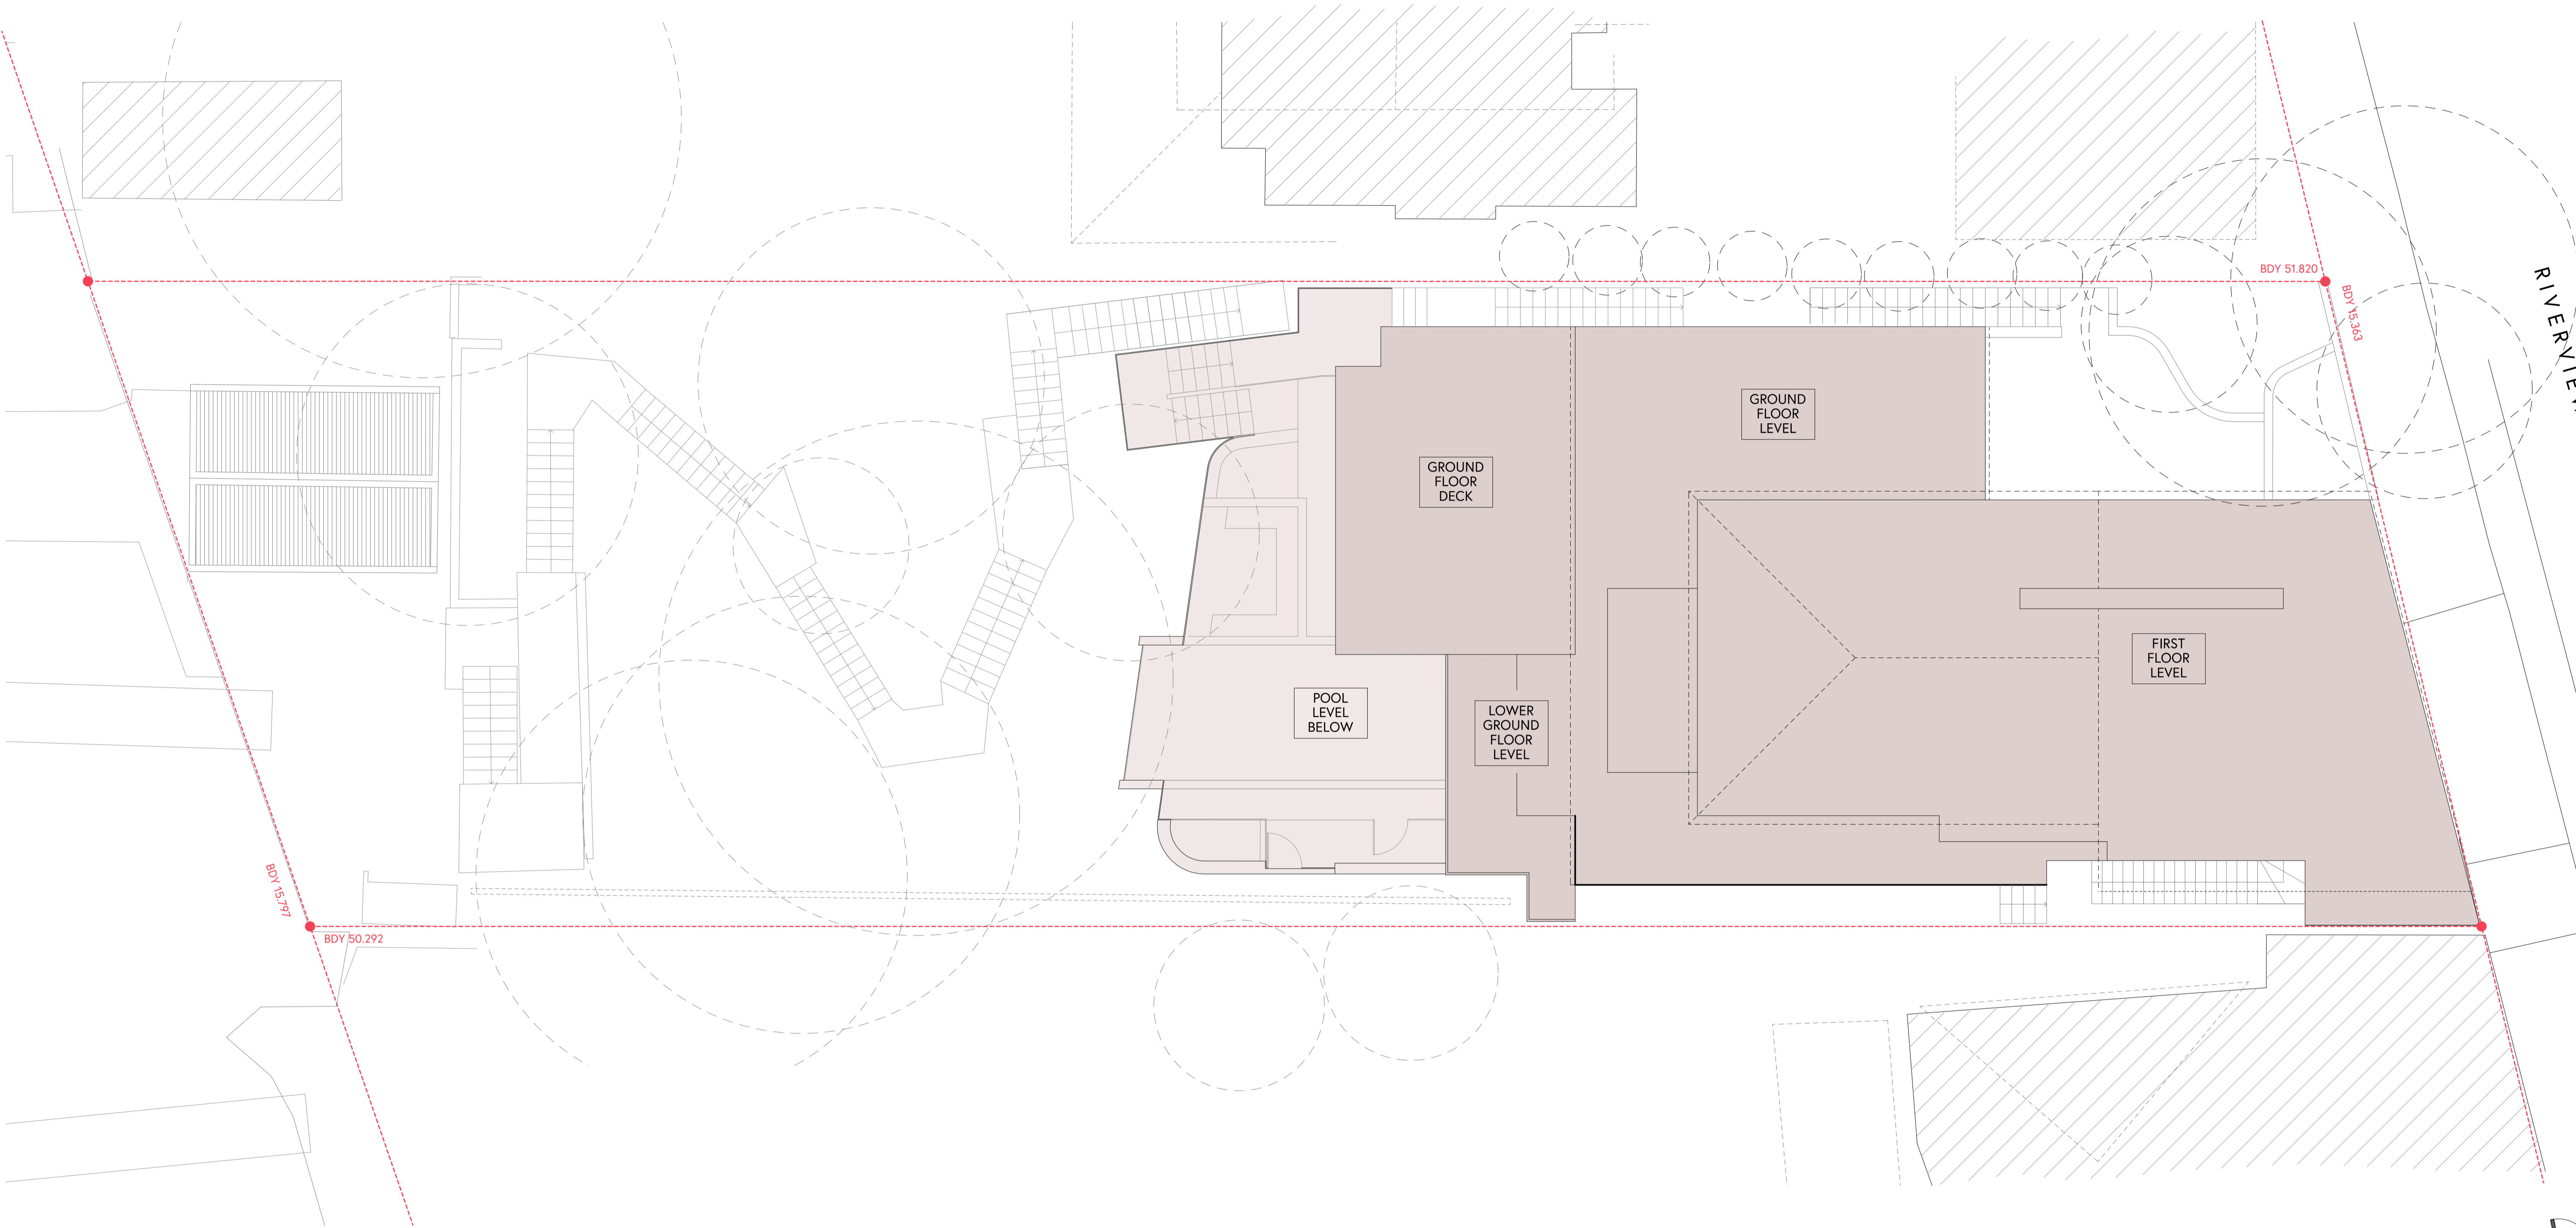 BDY 51.820
BDY 15.363
GROUND
FLOOR
LEVEL
GROUND
FLOOR
DECK
FIRST
FLOOR
LEVEL
POOL
LEVEL
BELOW
LOWER
GROUND
FLOOR
LEVEL
BDY 15.797
BDY 50.292